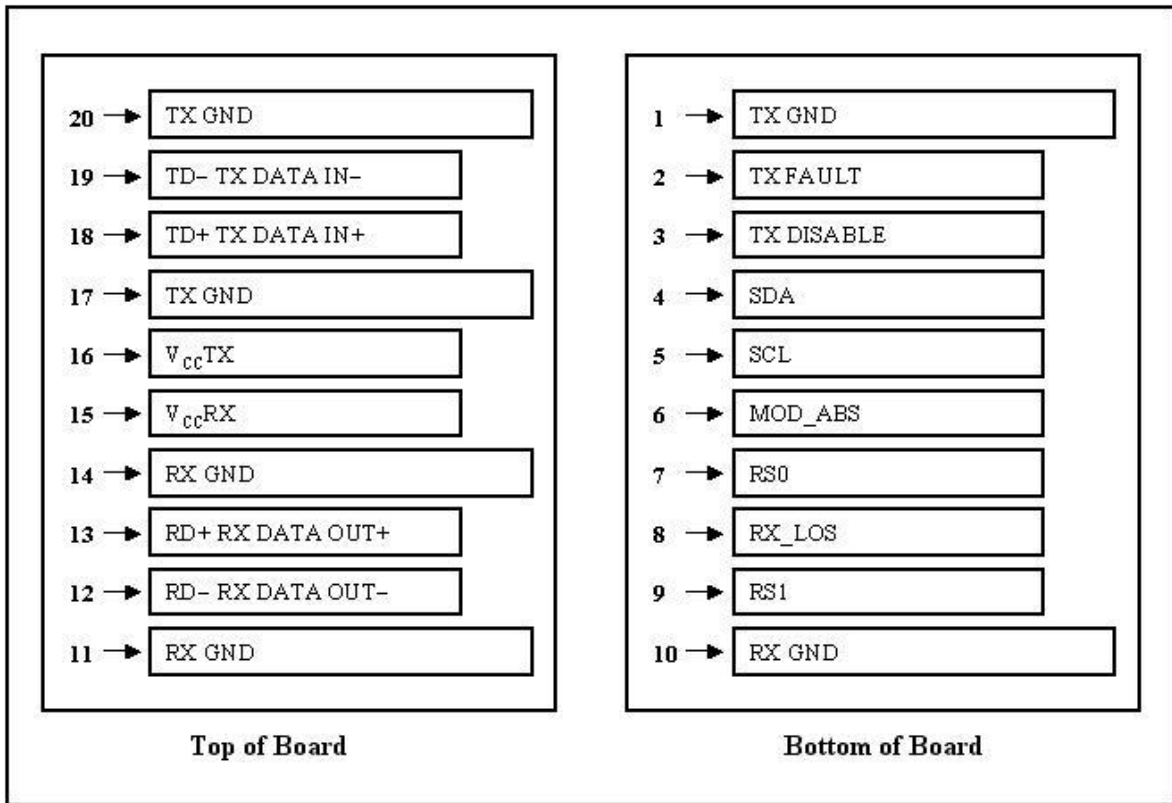 20 TX GND
19 TD− TX DATA IN−
18 TD+ TX DATA IN+
17 TX GND
16 VCCTX
15 VCCRX
14 RX GND
13 RD+ RX DATA OUT+
12 RD− RX DATA OUT−
11 RX GND
Top of Board
1 TX GND
2 TX FAULT
3 TX DISABLE
4 SDA
5 SCL
6 MOD_ABS
7 RS0
8 RX_LOS
9 RS1
10 RX GND
Bottom of Board